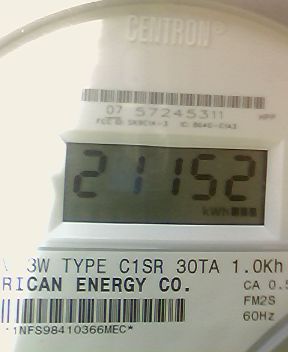 CENTRON®
07 57245311
21152
kWh
3W TYPE C1SR 30TA 1.0Kh
RICAN ENERGY CO.
CA 0.5
FM2S
60Hz
*1NFS98410366MEC*